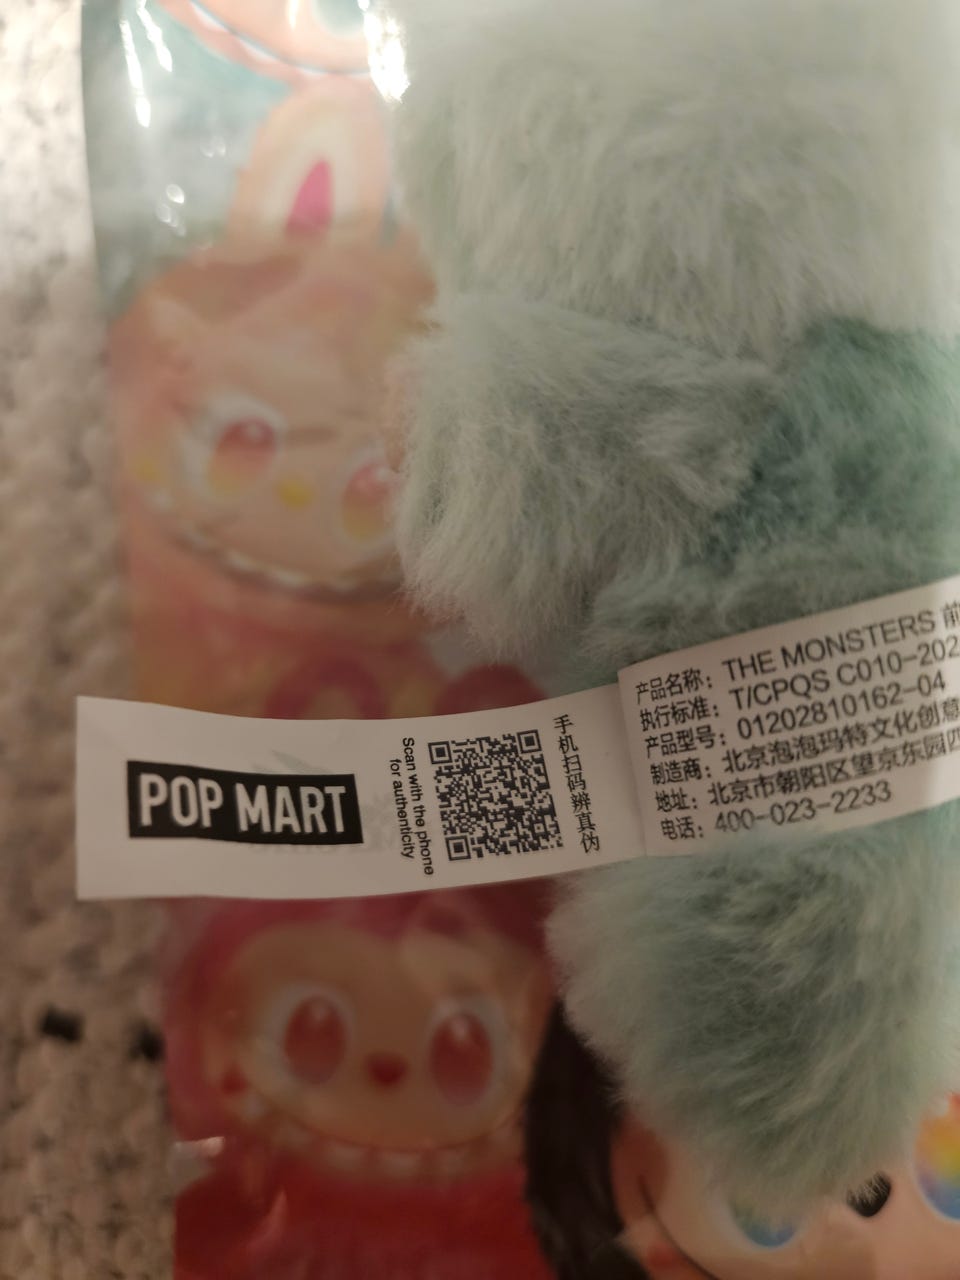 POP MART
Scan with the phone
for authenticity
手机扫码辨真伪
产品名称：THE MONSTERS 前
执行标准：T/CPQS C010-202
产品型号：01202810162-04
制造商：北京泡泡玛特文化创意
地址：北京市朝阳区望京东园四
电话：400-023-2233